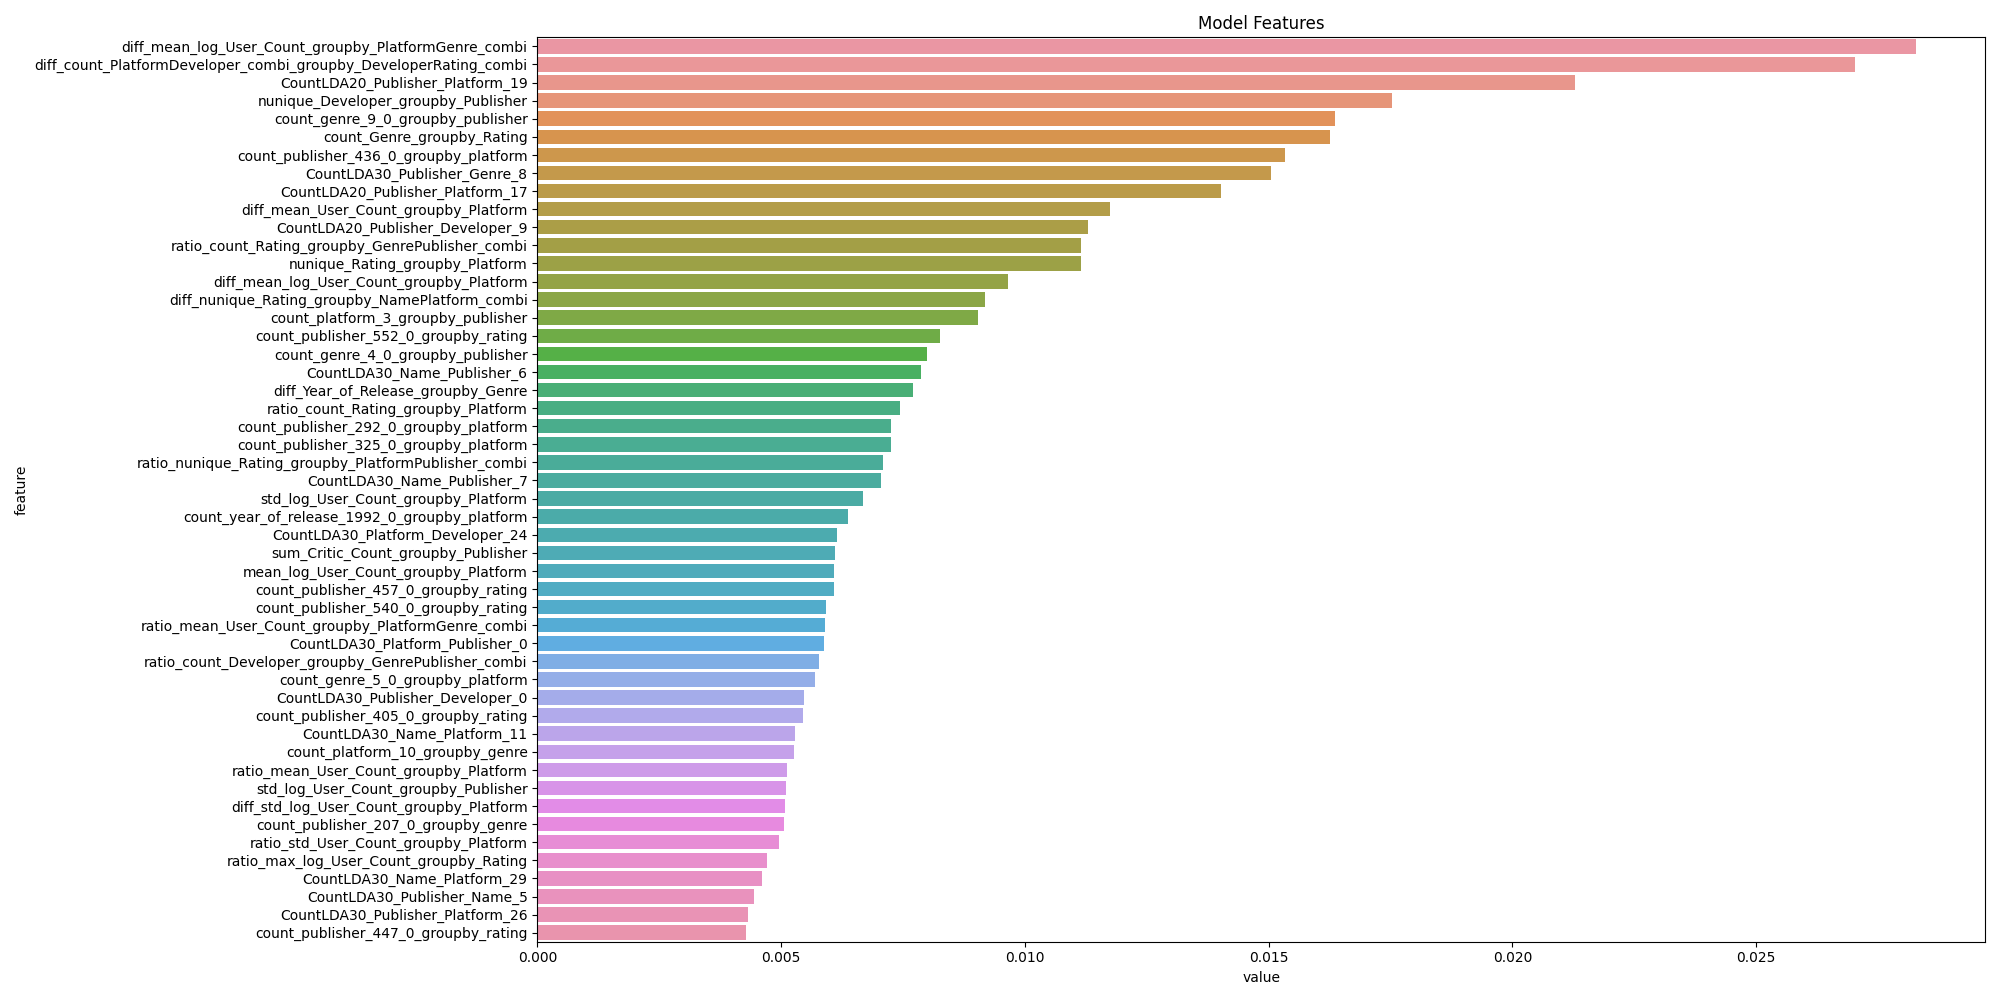 Model Features
diff_mean_log_User_Count_groupby_PlatformGenre_combi
diff_count_PlatformDeveloper_combi_groupby_DeveloperRating_combi
CountLDA20_Publisher_Platform_19
nunique_Developer_groupby_Publisher
count_genre_9_0_groupby_publisher
count_Genre_groupby_Rating
count_publisher_436_0_groupby_platform
CountLDA30_Publisher_Genre_8
CountLDA20_Publisher_Platform_17
diff_mean_User_Count_groupby_Platform
CountLDA20_Publisher_Developer_9
ratio_count_Rating_groupby_GenrePublisher_combi
nunique_Rating_groupby_Platform
diff_mean_log_User_Count_groupby_Platform
diff_nunique_Rating_groupby_NamePlatform_combi
count_platform_3_groupby_publisher
count_publisher_552_0_groupby_rating
count_genre_4_0_groupby_publisher
CountLDA30_Name_Publisher_6
diff_Year_of_Release_groupby_Genre
ratio_count_Rating_groupby_Platform
count_publisher_292_0_groupby_platform
count_publisher_325_0_groupby_platform
ratio_nunique_Rating_groupby_PlatformPublisher_combi
CountLDA30_Name_Publisher_7
std_log_User_Count_groupby_Platform
count_year_of_release_1992_0_groupby_platform
CountLDA30_Platform_Developer_24
sum_Critic_Count_groupby_Publisher
mean_log_User_Count_groupby_Platform
count_publisher_457_0_groupby_rating
count_publisher_540_0_groupby_rating
ratio_mean_User_Count_groupby_PlatformGenre_combi
CountLDA30_Platform_Publisher_0
ratio_count_Developer_groupby_GenrePublisher_combi
count_genre_5_0_groupby_platform
CountLDA30_Publisher_Developer_0
count_publisher_405_0_groupby_rating
CountLDA30_Name_Platform_11
count_platform_10_groupby_genre
ratio_mean_User_Count_groupby_Platform
std_log_User_Count_groupby_Publisher
diff_std_log_User_Count_groupby_Platform
count_publisher_207_0_groupby_genre
ratio_std_User_Count_groupby_Platform
ratio_max_log_User_Count_groupby_Rating
CountLDA30_Name_Platform_29
CountLDA30_Publisher_Name_5
CountLDA30_Publisher_Platform_26
count_publisher_447_0_groupby_rating
feature
0.000 0.005 0.010 0.015 0.020 0.025
value